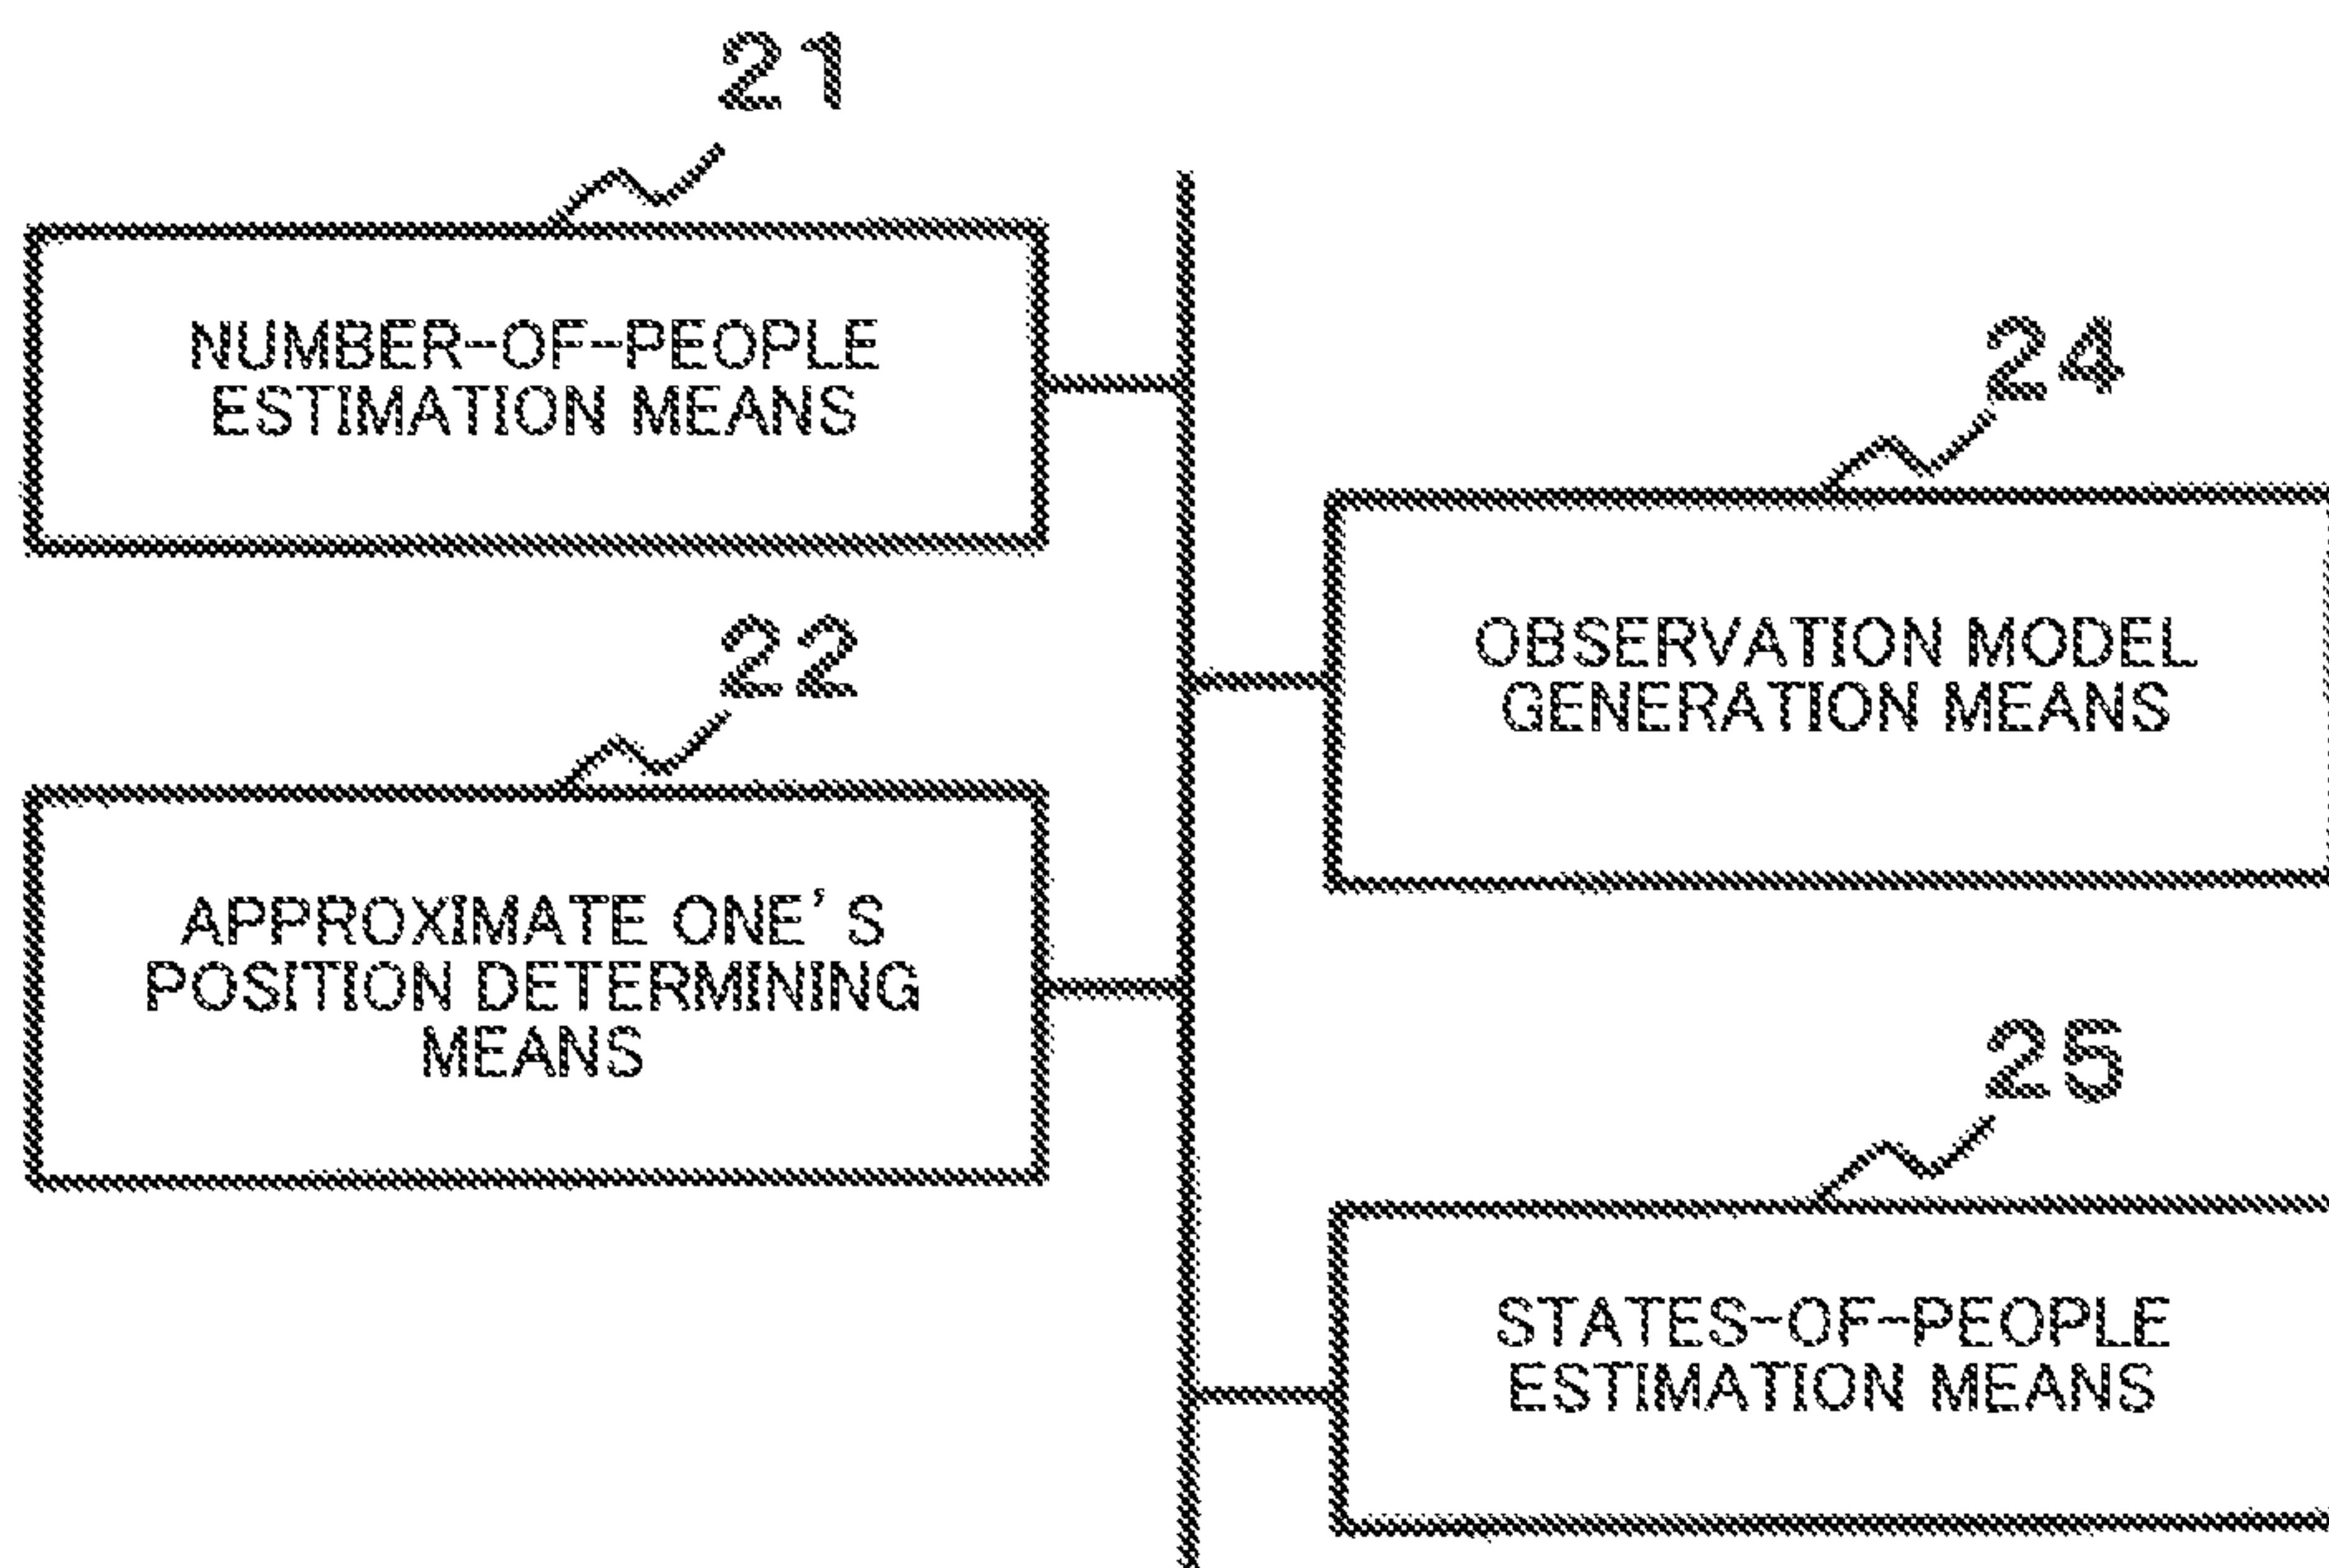 21
NUMBER-OF-PEOPLE
ESTIMATION MEANS
24
OBSERVATION MODEL
GENERATION MEANS
22
APPROXIMATE ONE'S
POSITION DETERMINING
MEANS
25
STATES-OF-PEOPLE
ESTIMATION MEANS